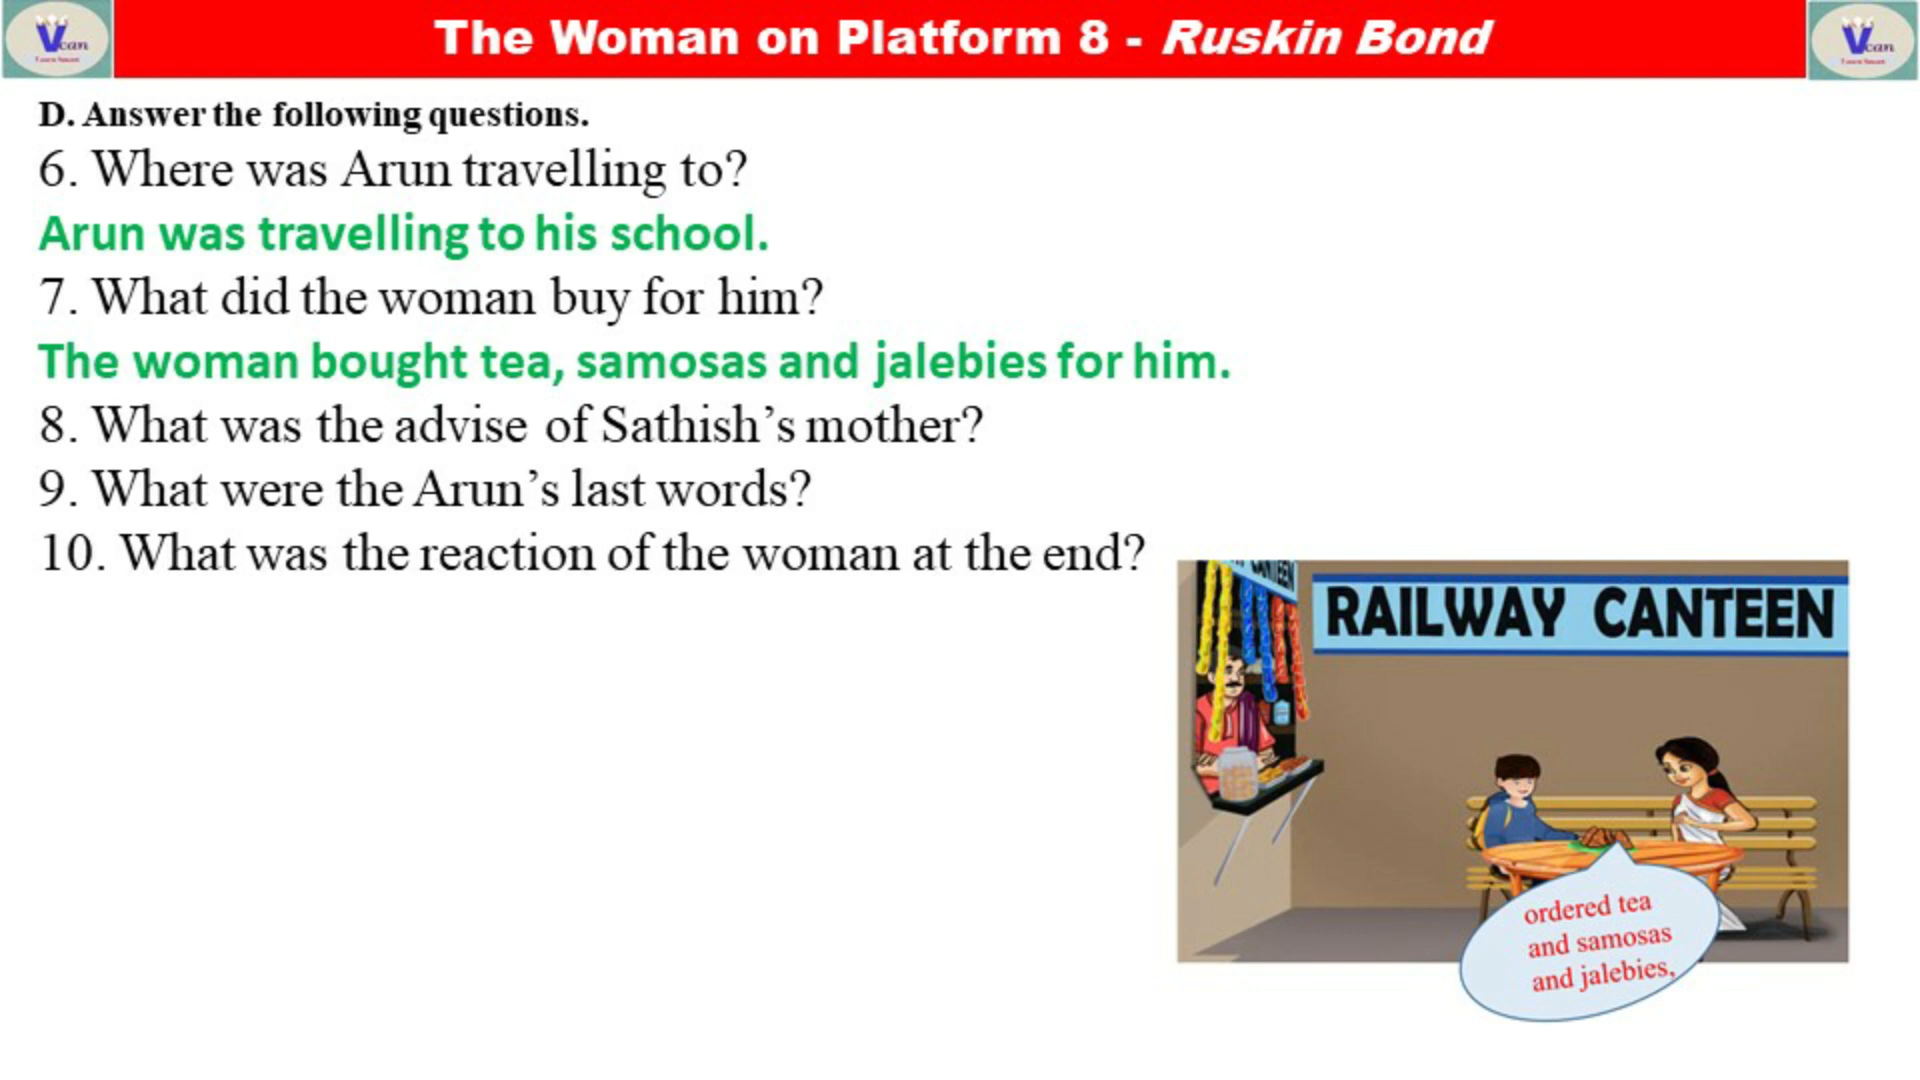 Vcan
The Woman on Platform 8 - Ruskin Bond
Vcan
D. Answer the following questions.
6. Where was Arun travelling to?
Arun was travelling to his school.
7. What did the woman buy for him?
The woman bought tea, samosas and jalebies for him.
8. What was the advise of Sathish's mother?
9. What were the Arun's last words?
10. What was the reaction of the woman at the end?
CANTEEN
RAILWAY CANTEEN
ordered tea
and samosas
and jalebies,